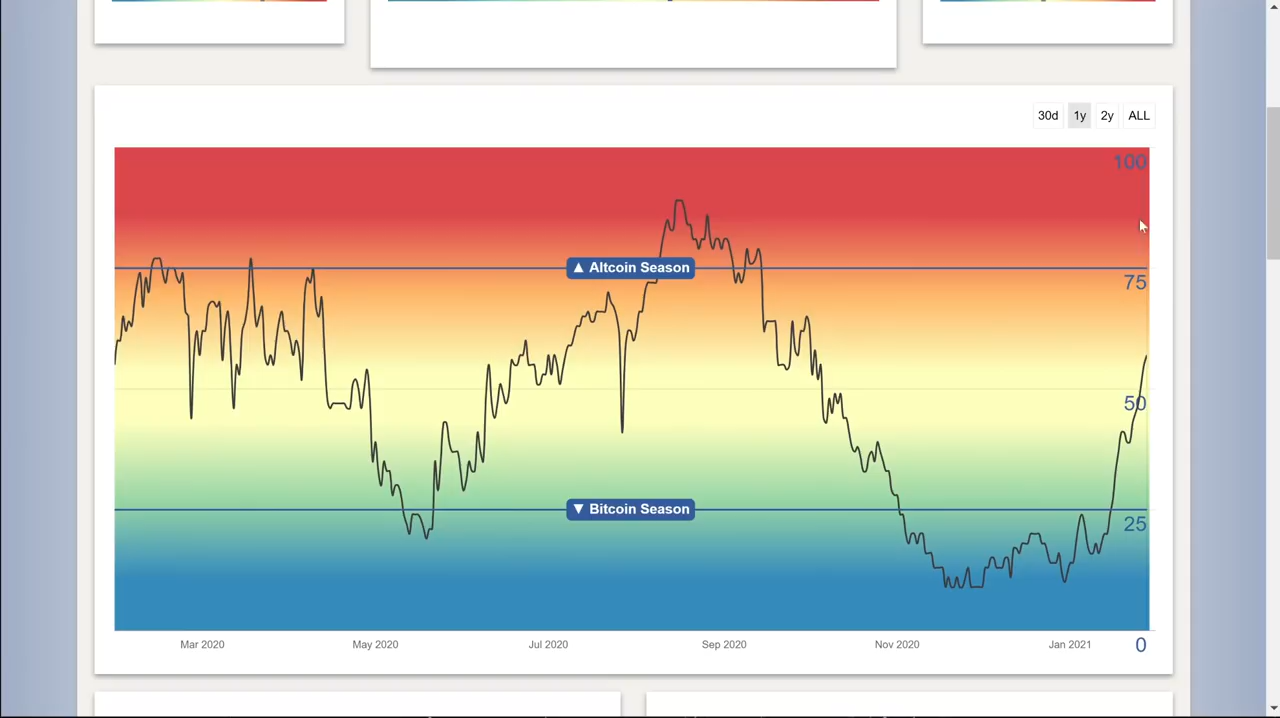 30d 1y 2y ALL
100
▲ Altcoin Season
75
50
▼ Bitcoin Season
25
Mar 2020 May 2020 Jul 2020 Sep 2020 Nov 2020 Jan 2021 0